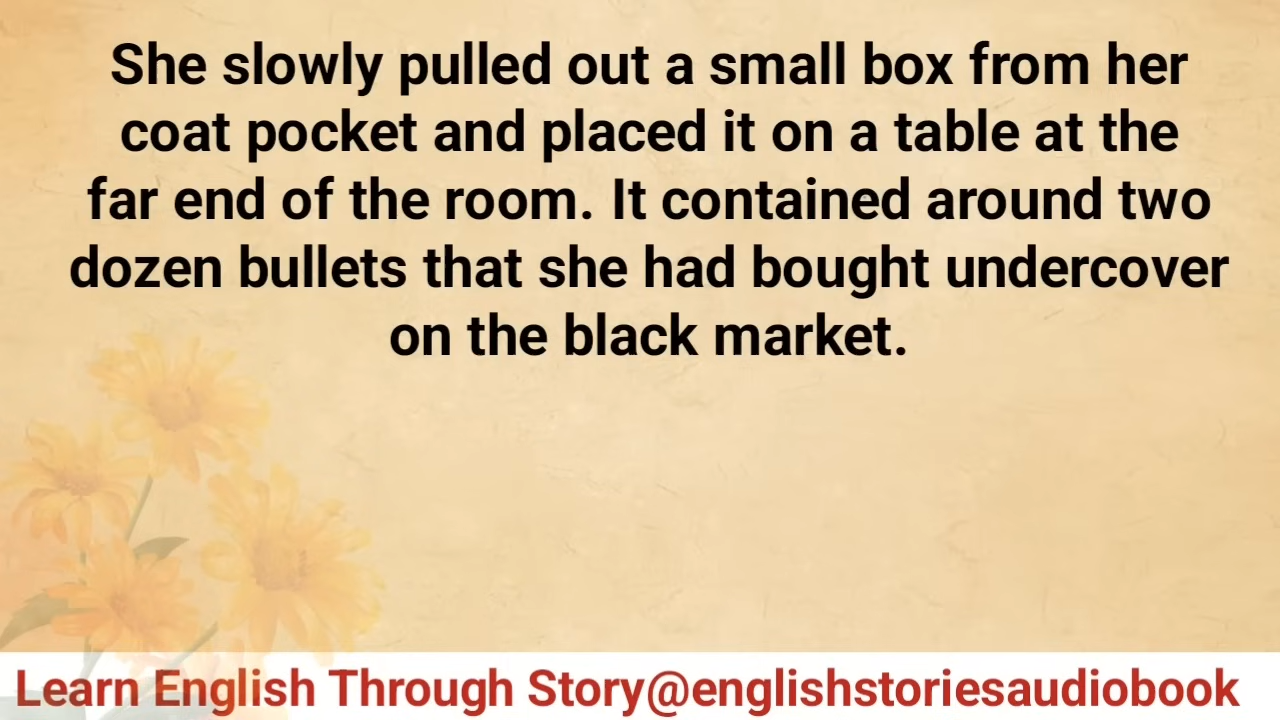 She slowly pulled out a small box from her
coat pocket and placed it on a table at the
far end of the room. It contained around two
dozen bullets that she had bought undercover
on the black market.
Learn English Through Story@englishstoriesaudiobook